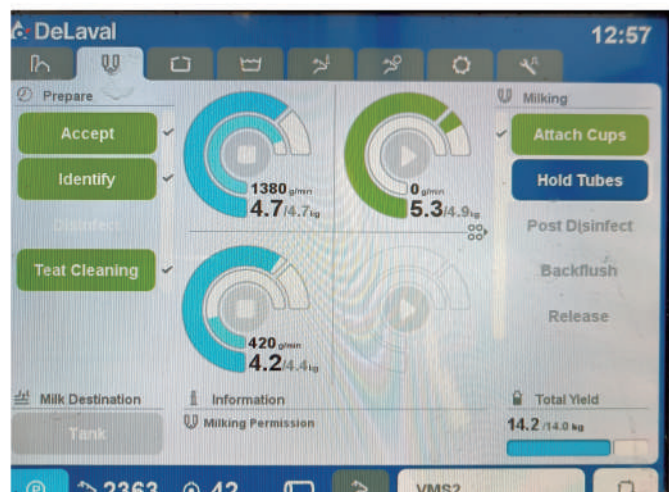 DeLaval
12:57
Prepare
Milking
Accept
Attach Cups
Identify
Hold Tubes
1380 g/min
4.7/4.7kg
0 g/min
5.3/4.9kg
Disinfect
Post Disinfect
Teat Cleaning
Backflush
Release
420 g/min
4.2/4.4kg
Milk Destination
Information
Total Yield
Tank
Milking Permission
14.2 /14.0 kg
2363
42
VMS2